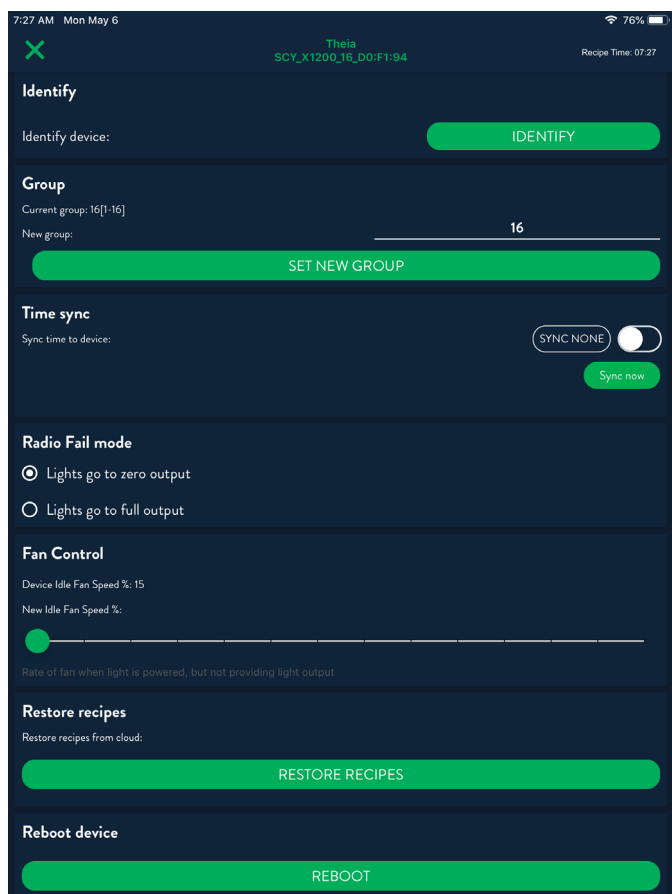 7:27 AM Mon May 6 76%
Theia
SCY_X1200_16_D0:F1:94
Recipe Time: 07:27
Identify
Identify device:
IDENTIFY
Group
Current group: 16[1-16]
New group:
16
SET NEW GROUP
Time sync
Sync time to device:
SYNC NONE
Sync now
Radio Fail mode
Lights go to zero output
Lights go to full output
Fan Control
Device Idle Fan Speed %: 15
New Idle Fan Speed %:
Rate of fan when light is powered, but not providing light output
Restore recipes
Restore recipes from cloud:
RESTORE RECIPES
Reboot device
REBOOT